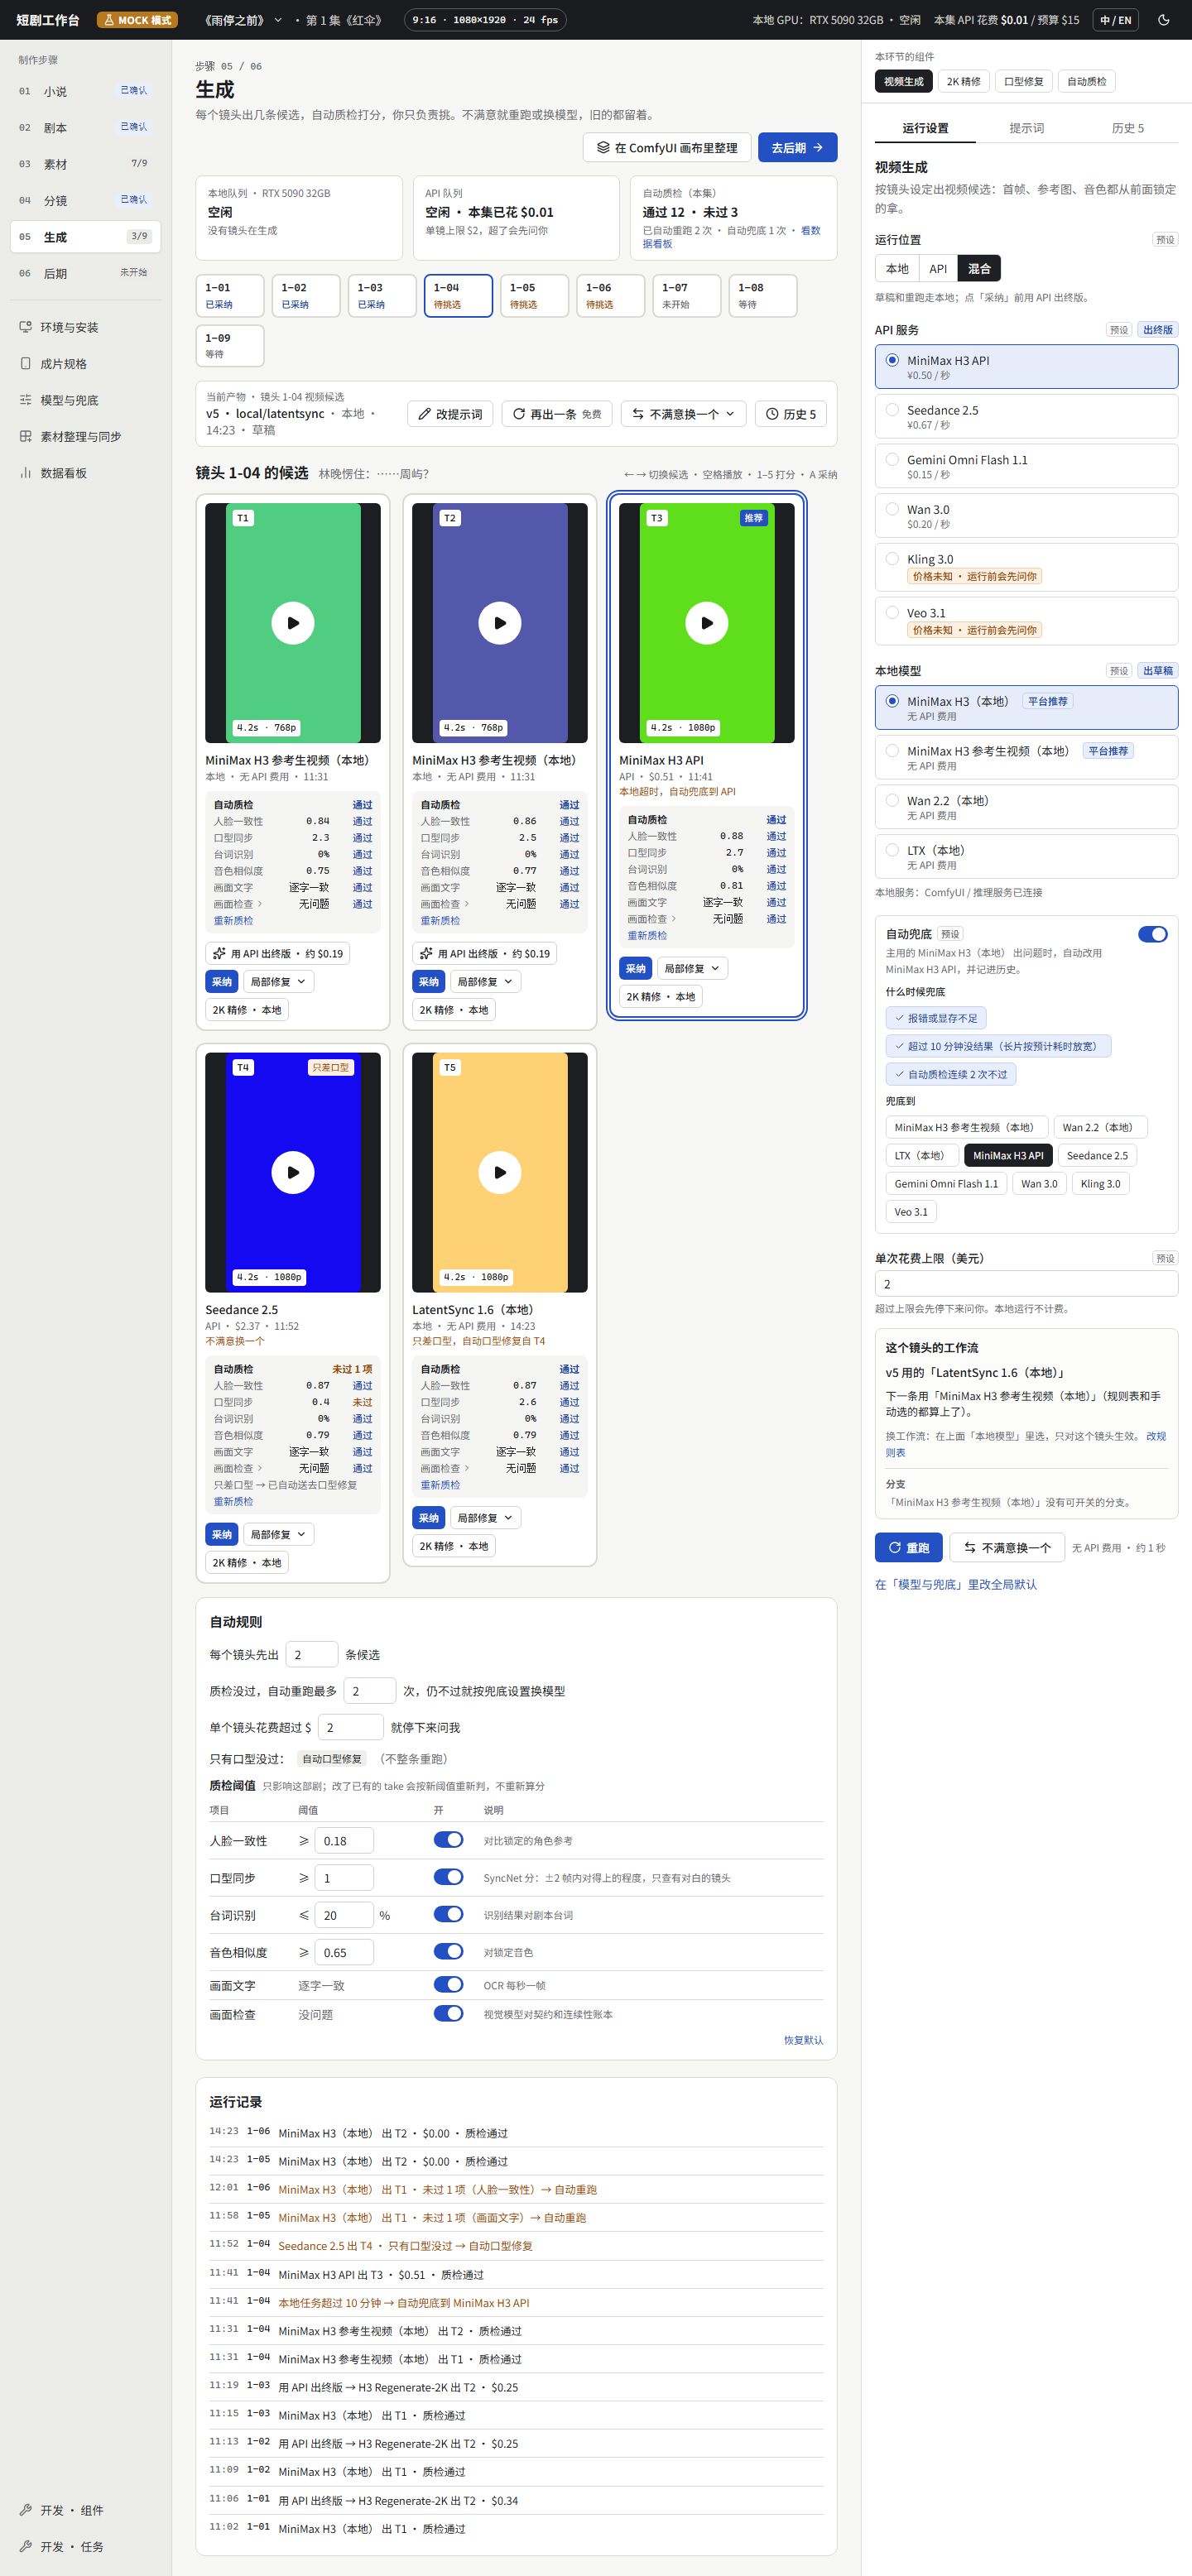 短剧工作台
MOCK 模式
《雨停之前》
· 第 1 集《红伞》
9:16 · 1080×1920 · 24 fps
本地 GPU：RTX 5090 32GB · 空闲
本集 API 花费 $0.01 / 预算 $15
中 / EN
制作步骤
01 小说 已确认
02 剧本 已确认
03 素材 7/9
04 分镜 已确认
05 生成 3/9
06 后期 未开始
环境与安装
成片规格
模型与兜底
素材整理与同步
数据看板
开发 · 组件
开发 · 任务
步骤 05 / 06
生成
每个镜头出几条候选，自动质检打分，你只负责挑。不满意就重跑或换模型，旧的都留着。
在 ComfyUI 画布里整理
去后期 →
本地队列 · RTX 5090 32GB
空闲
没有镜头在生成
API 队列
空闲 · 本集已花 $0.01
单镜上限 $2，超了会先问你
自动质检（本集）
通过 12 · 未过 3
已自动重跑 2 次 · 自动兜底 1 次 · 看数
据看板
1-01
已采纳
1-02
已采纳
1-03
已采纳
1-04
待挑选
1-05
待挑选
1-06
待挑选
1-07
未开始
1-08
等待
1-09
等待
当前产物 · 镜头 1-04 视频候选
v5 · local/latentsync · 本地 ·
14:23 · 草稿
改提示词
再出一条 免费
不满意换一个
历史 5
镜头 1-04 的候选 林晚愣住：……周屿？
← → 切换候选 · 空格播放 · 1–5 打分 · A 采纳
T1
4.2s · 768p
MiniMax H3 参考生视频（本地）
本地 · 无 API 费用 · 11:31
自动质检 通过
人脸一致性 0.84 通过
口型同步 2.3 通过
台词识别 0% 通过
音色相似度 0.75 通过
画面文字 逐字一致 通过
画面检查 › 无问题 通过
重新质检
用 API 出终版 · 约 $0.19
采纳
局部修复
2K 精修 · 本地
T2
4.2s · 768p
MiniMax H3 参考生视频（本地）
本地 · 无 API 费用 · 11:31
自动质检 通过
人脸一致性 0.86 通过
口型同步 2.5 通过
台词识别 0% 通过
音色相似度 0.77 通过
画面文字 逐字一致 通过
画面检查 › 无问题 通过
重新质检
用 API 出终版 · 约 $0.19
采纳
局部修复
2K 精修 · 本地
T3
推荐
4.2s · 1080p
MiniMax H3 API
API · $0.51 · 11:41
本地超时，自动兜底到 API
自动质检 通过
人脸一致性 0.88 通过
口型同步 2.7 通过
台词识别 0% 通过
音色相似度 0.81 通过
画面文字 逐字一致 通过
画面检查 › 无问题 通过
重新质检
采纳
局部修复
2K 精修 · 本地
T4
只差口型
4.2s · 1080p
Seedance 2.5
API · $2.37 · 11:52
不满意换一个
自动质检 未过 1 项
人脸一致性 0.87 通过
口型同步 0.4 未过
台词识别 0% 通过
音色相似度 0.79 通过
画面文字 逐字一致 通过
画面检查 › 无问题 通过
只差口型 → 已自动送去口型修复
重新质检
采纳
局部修复
2K 精修 · 本地
T5
4.2s · 1080p
LatentSync 1.6（本地）
本地 · 无 API 费用 · 14:23
只差口型，自动口型修复自 T4
自动质检 通过
人脸一致性 0.87 通过
口型同步 2.6 通过
台词识别 0% 通过
音色相似度 0.79 通过
画面文字 逐字一致 通过
画面检查 › 无问题 通过
重新质检
采纳
局部修复
2K 精修 · 本地
自动规则
每个镜头先出 2 条候选
质检没过，自动重跑最多 2 次，仍不过就按兜底设置换模型
单个镜头花费超过 $ 2 就停下来问我
只有口型没过： 自动口型修复 （不整条重跑）
质检阈值 只影响这部剧；改了已有的 take 会按新阈值重新判，不重新算分
项目 阈值 开 说明
人脸一致性 ≥ 0.18 对比锁定的角色参考
口型同步 ≥ 1 SyncNet 分：±2 帧内对得上的程度，只查有对白的镜头
台词识别 ≤ 20 % 识别结果对剧本台词
音色相似度 ≥ 0.65 对锁定音色
画面文字 逐字一致 OCR 每秒一帧
画面检查 没问题 视觉模型对契约和连续性账本
恢复默认
运行记录
14:23 1-06 MiniMax H3（本地） 出 T2 · $0.00 · 质检通过
14:23 1-05 MiniMax H3（本地） 出 T2 · $0.00 · 质检通过
12:01 1-06 MiniMax H3（本地） 出 T1 · 未过 1 项（人脸一致性）→ 自动重跑
11:58 1-05 MiniMax H3（本地） 出 T1 · 未过 1 项（画面文字）→ 自动重跑
11:52 1-04 Seedance 2.5 出 T4 · 只有口型没过 → 自动口型修复
11:41 1-04 MiniMax H3 API 出 T3 · $0.51 · 质检通过
11:41 1-04 本地任务超过 10 分钟 → 自动兜底到 MiniMax H3 API
11:31 1-04 MiniMax H3 参考生视频（本地） 出 T2 · 质检通过
11:31 1-04 MiniMax H3 参考生视频（本地） 出 T1 · 质检通过
11:19 1-03 用 API 出终版 → H3 Regenerate-2K 出 T2 · $0.25
11:15 1-03 MiniMax H3（本地） 出 T1 · 质检通过
11:13 1-02 用 API 出终版 → H3 Regenerate-2K 出 T2 · $0.25
11:09 1-02 MiniMax H3（本地） 出 T1 · 质检通过
11:06 1-01 用 API 出终版 → H3 Regenerate-2K 出 T2 · $0.34
11:02 1-01 MiniMax H3（本地） 出 T1 · 质检通过
本环节的组件
视频生成
2K 精修
口型修复
自动质检
运行设置
提示词
历史 5
视频生成
按镜头设定出视频候选：首帧、参考图、音色都从前面锁定
的拿。
运行位置 预设
本地
API
混合
草稿和重跑走本地；点「采纳」前用 API 出终版。
API 服务 预设 出终版
MiniMax H3 API
¥0.50 / 秒
Seedance 2.5
¥0.67 / 秒
Gemini Omni Flash 1.1
$0.15 / 秒
Wan 3.0
$0.20 / 秒
Kling 3.0
价格未知 · 运行前会先问你
Veo 3.1
价格未知 · 运行前会先问你
本地模型 预设 出草稿
MiniMax H3（本地） 平台推荐
无 API 费用
MiniMax H3 参考生视频（本地） 平台推荐
无 API 费用
Wan 2.2（本地）
无 API 费用
LTX（本地）
无 API 费用
本地服务：ComfyUI / 推理服务已连接
自动兜底 预设
主用的 MiniMax H3（本地） 出问题时，自动改用
MiniMax H3 API，并记进历史。
什么时候兜底
报错或显存不足
超过 10 分钟没结果（长片按预计耗时放宽）
自动质检连续 2 次不过
兜底到
MiniMax H3 参考生视频（本地）
Wan 2.2（本地）
LTX（本地）
MiniMax H3 API
Seedance 2.5
Gemini Omni Flash 1.1
Wan 3.0
Kling 3.0
Veo 3.1
单次花费上限（美元） 预设
2
超过上限会先停下来问你。本地运行不计费。
这个镜头的工作流
v5 用的「LatentSync 1.6（本地）」
下一条用「MiniMax H3 参考生视频（本地）」（规则表和手
动选的都算上了）。
换工作流：在上面「本地模型」里选，只对这个镜头生效。 改规
则表
分支
「MiniMax H3 参考生视频（本地）」没有可开关的分支。
重跑
不满意换一个
无 API 费用 · 约 1 秒
在「模型与兜底」里改全局默认